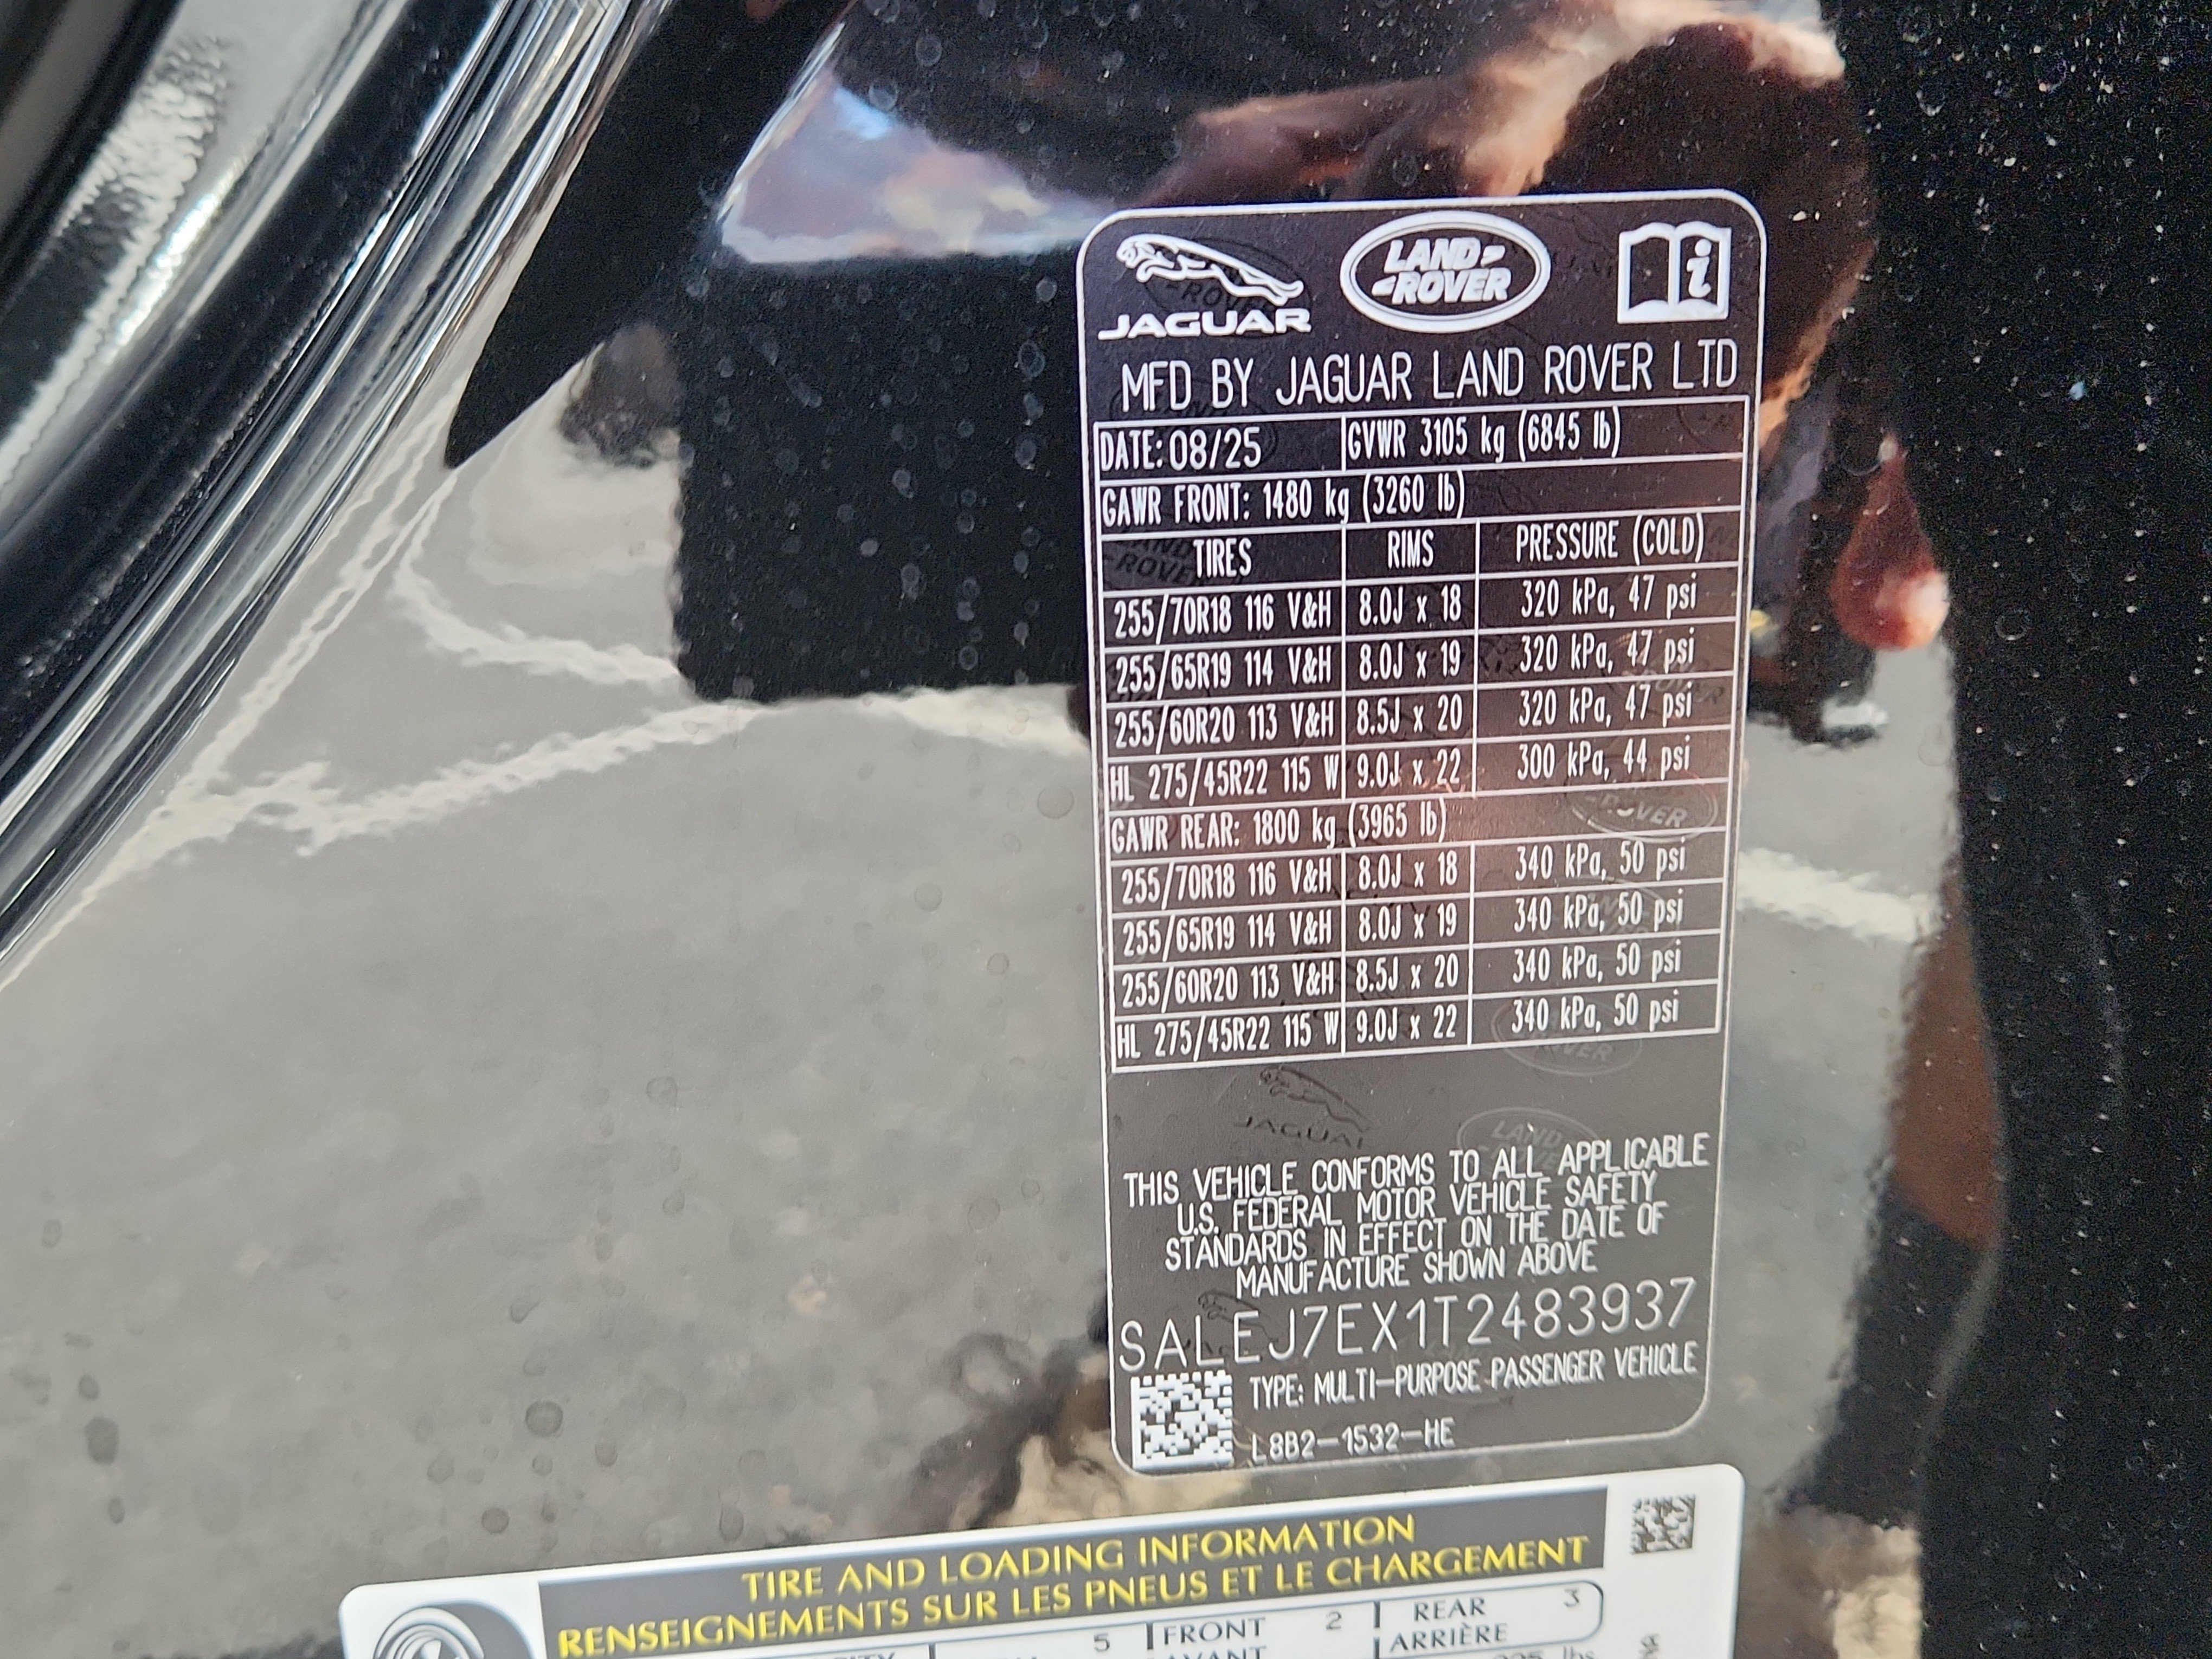 JAGUAR
LAND-
-ROVER
MFD BY JAGUAR LAND ROVER LTD
DATE: 08/25 GVWR 3105 kg (6845 lb)
GAWR FRONT: 1480 kg (3260 lb)
TIRES RIMS PRESSURE (COLD)
255/70R18 116 V&H 8.0J x 18 320 kPa, 47 psi
255/65R19 114 V&H 8.0J x 19 320 kPa, 47 psi
255/60R20 113 V&H 8.5J x 20 320 kPa, 47 psi
HL 275/45R22 115 W 9.0J x 22 300 kPa, 44 psi
GAWR REAR: 1800 kg (3965 lb)
255/70R18 116 V&H 8.0J x 18 340 kPa, 50 psi
255/65R19 114 V&H 8.0J x 19 340 kPa, 50 psi
255/60R20 113 V&H 8.5J x 20 340 kPa, 50 psi
HL 275/45R22 115 W 9.0J x 22 340 kPa, 50 psi
THIS VEHICLE CONFORMS TO ALL APPLICABLE
U.S. FEDERAL MOTOR VEHICLE SAFETY
STANDARDS IN EFFECT ON THE DATE OF
MANUFACTURE SHOWN ABOVE
SALEJ7EX1T2483937
TYPE: MULTI-PURPOSE PASSENGER VEHICLE
L8B2-1532-HE
TIRE AND LOADING INFORMATION
RENSEIGNEMENTS SUR LES PNEUS ET LE CHARGEMENT
5 FRONT 2 REAR 3
ARRIÈRE
lbs